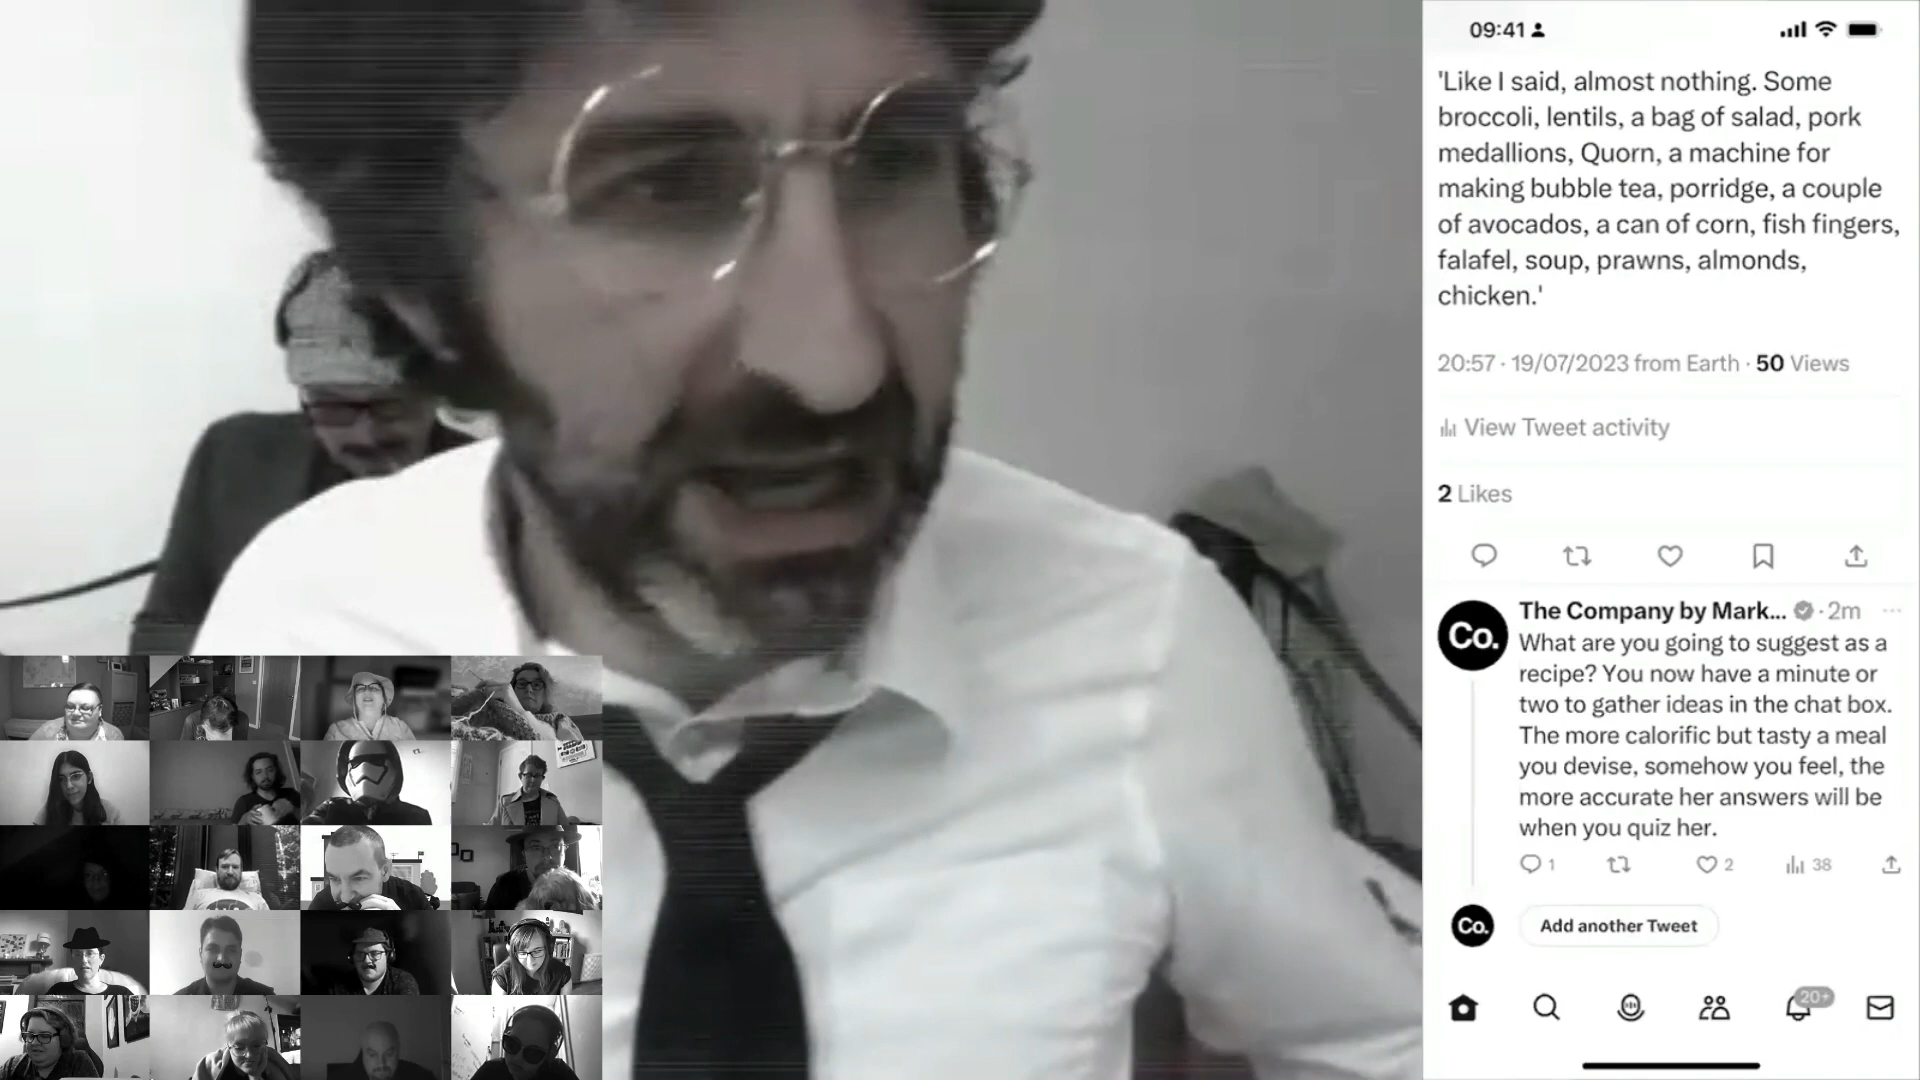 09:41
'Like I said, almost nothing. Some
broccoli, lentils, a bag of salad, pork
medallions, Quorn, a machine for
making bubble tea, porridge, a couple
of avocados, a can of corn, fish fingers,
falafel, soup, prawns, almonds,
chicken.'
20:57 · 19/07/2023 from Earth · 50 Views
View Tweet activity
2 Likes
Co.
The Company by Mark... · 2m
What are you going to suggest as a
recipe? You now have a minute or
two to gather ideas in the chat box.
The more calorific but tasty a meal
you devise, somehow you feel, the
more accurate her answers will be
when you quiz her.
1 2 38
Co.
Add another Tweet
20+